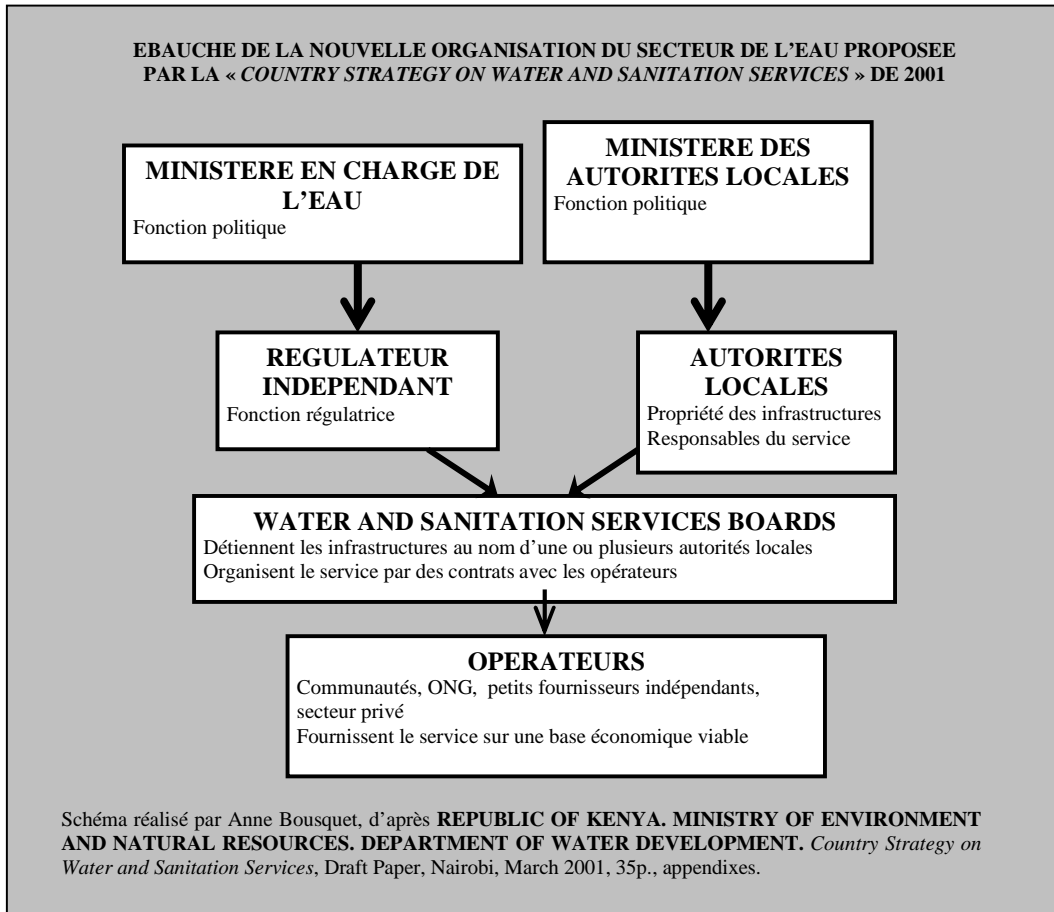 EBAUCHE DE LA NOUVELLE ORGANISATION DU SECTEUR DE L'EAU PROPOSEE
PAR LA « COUNTRY STRATEGY ON WATER AND SANITATION SERVICES » DE 2001
MINISTERE EN CHARGE DE
L'EAU
Fonction politique
MINISTERE DES
AUTORITES LOCALES
Fonction politique
REGULATEUR
INDEPENDANT
Fonction régulatrice
AUTORITES
LOCALES
Propriété des infrastructures
Responsables du service
WATER AND SANITATION SERVICES BOARDS
Détiennent les infrastructures au nom d'une ou plusieurs autorités locales
Organisent le service par des contrats avec les opérateurs
OPERATEURS
Communautés, ONG, petits fournisseurs indépendants,
secteur privé
Fournissent le service sur une base économique viable
Schéma réalisé par Anne Bousquet, d'après REPUBLIC OF KENYA. MINISTRY OF ENVIRONMENT
AND NATURAL RESOURCES. DEPARTMENT OF WATER DEVELOPMENT. Country Strategy on
Water and Sanitation Services, Draft Paper, Nairobi, March 2001, 35p., appendixes.